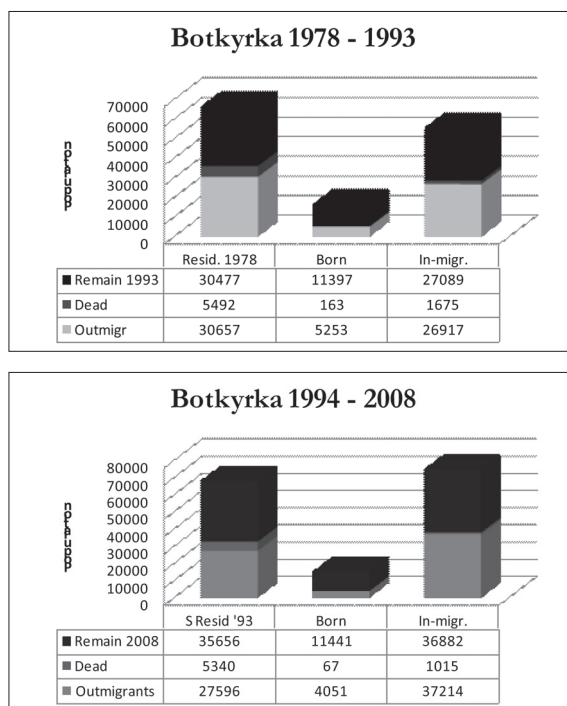 Botkyrka 1978 - 1993
70000
60000
50000
40000
30000
20000
10000
0
population
Resid. 1978 Born In-migr.
Remain 1993 30477 11397 27089
Dead 5492 163 1675
Outmigr 30657 5253 26917
Botkyrka 1994 - 2008
80000
70000
60000
50000
40000
30000
20000
10000
0
population
S Resid '93 Born In-migr.
Remain 2008 35656 11441 36882
Dead 5340 67 1015
Outmigrants 27596 4051 37214